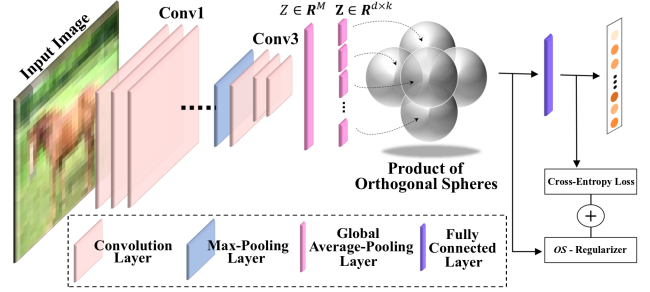 Input Image
Conv1
Conv3
Z ∈ R^M
Z ∈ R^{d×k}
Product of
Orthogonal Spheres
Cross-Entropy Loss
+
OS - Regularizer
Convolution
Layer
Max-Pooling
Layer
Global
Average-Pooling
Layer
Fully
Connected
Layer